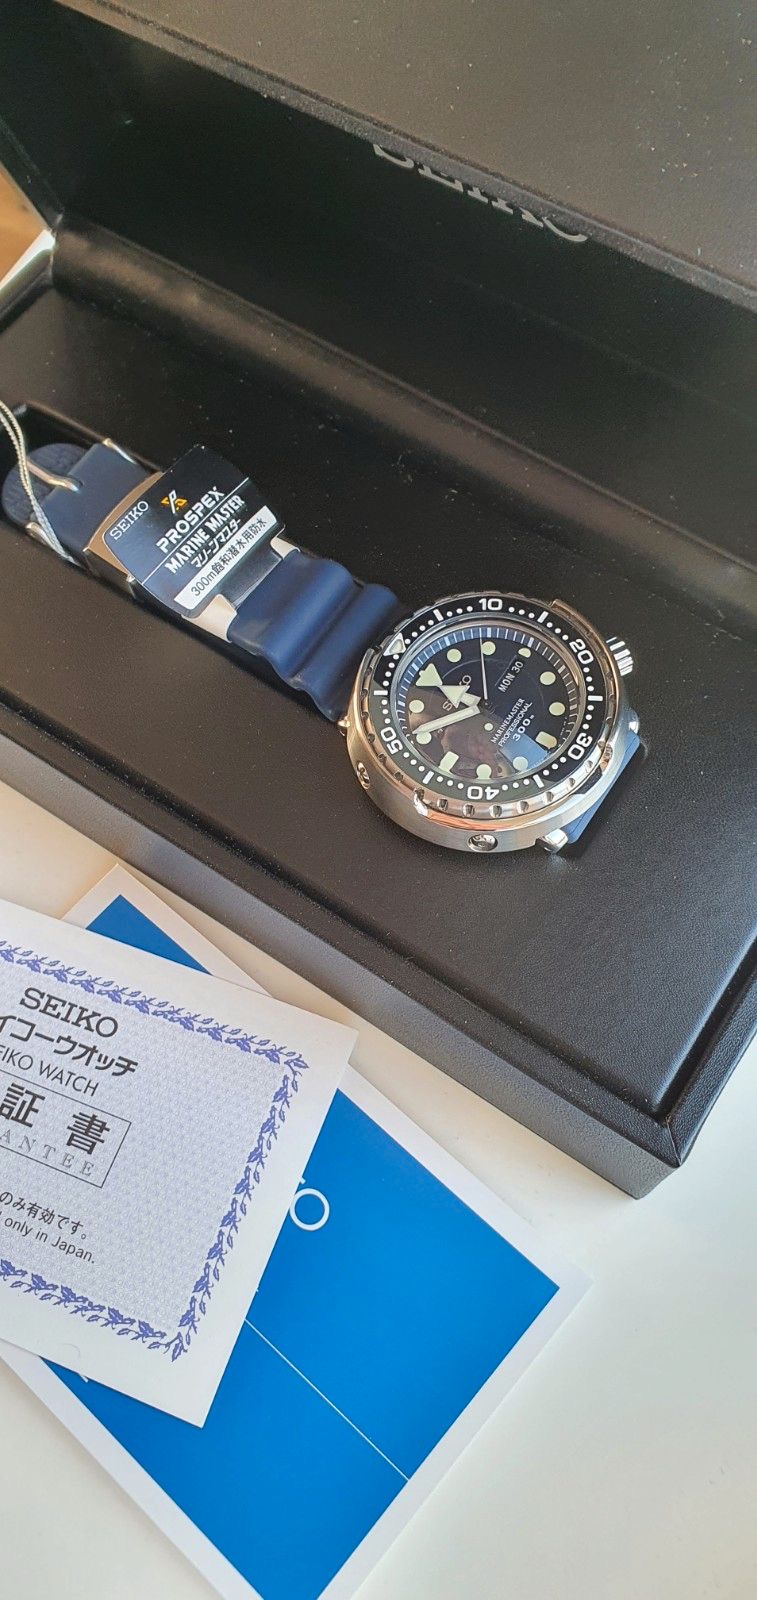 SEIKO
SEIKO
PROSPEX
MARINE MASTER
マリーンマスター
300m飽和潜水用防水
10
20
30
40
50
SEIKO
MON 30
MARINEMASTER
PROFESSIONAL
300m
SEIKO
イコーウオッチ
EIKO WATCH
証書
ANTEE
のみ有効です。
only in Japan.
O